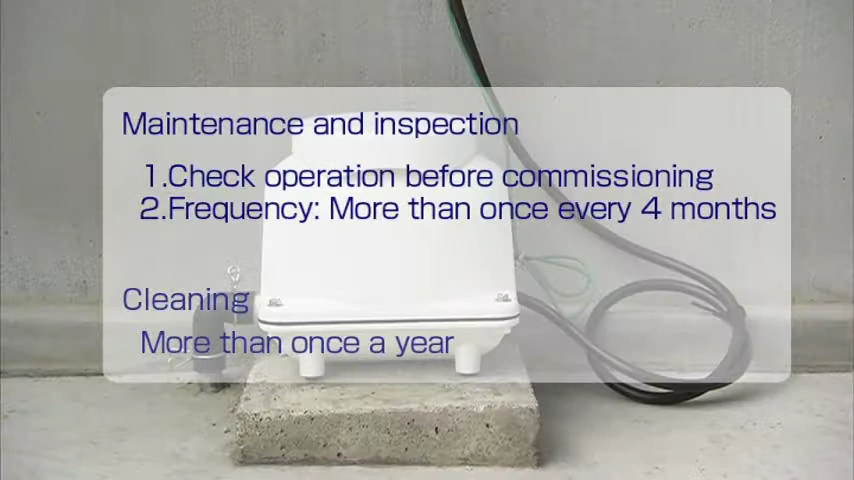 Maintenance and inspection
1.Check operation before commissioning
2.Frequency: More than once every 4 months
Cleaning
More than once a year